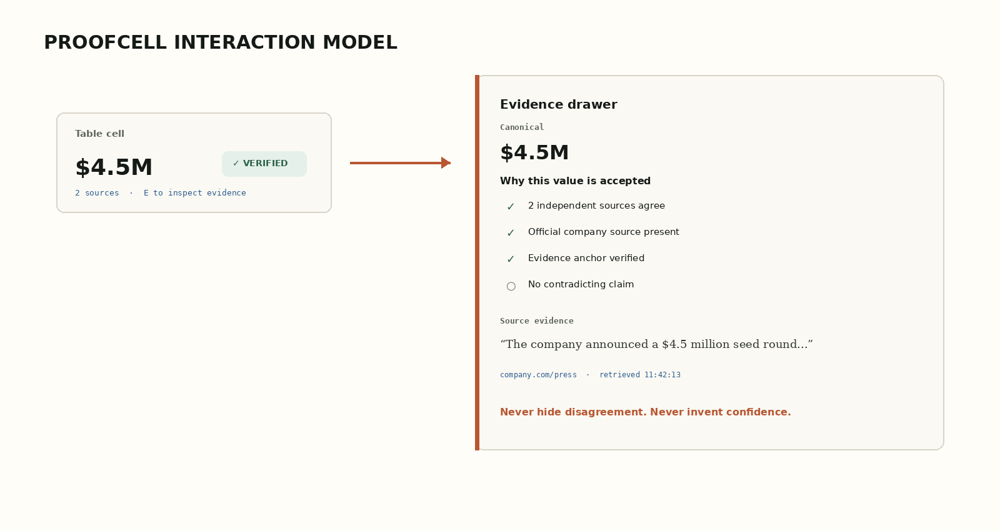 PROOFCELL INTERACTION MODEL
Table cell
$4.5M
✓ VERIFIED
2 sources · E to inspect evidence
Evidence drawer
Canonical
$4.5M
Why this value is accepted
✓ 2 independent sources agree
✓ Official company source present
✓ Evidence anchor verified
○ No contradicting claim
Source evidence
“The company announced a $4.5 million seed round…”
company.com/press · retrieved 11:42:13
Never hide disagreement. Never invent confidence.